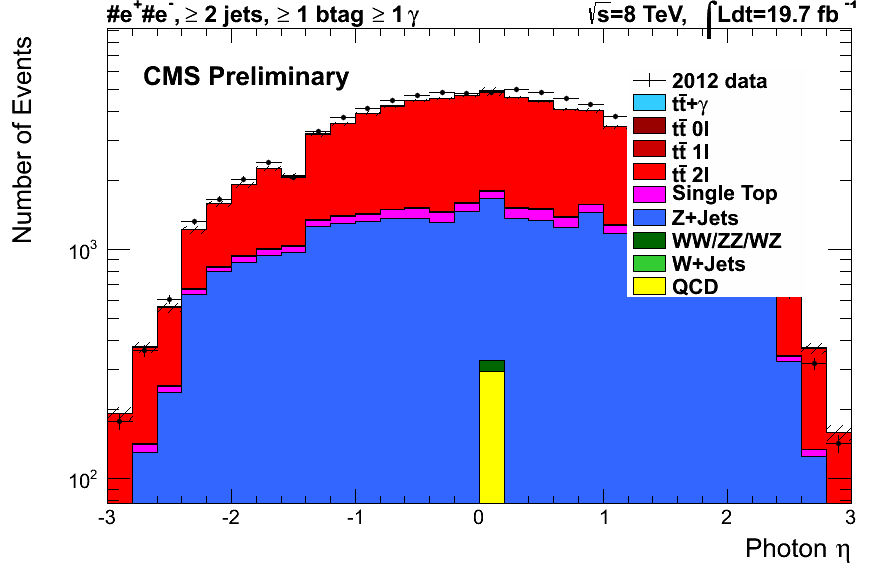 #e⁺#e⁻, ≥ 2 jets, ≥ 1 btag ≥ 1 γ
√s=8 TeV, ∫Ldt=19.7 fb⁻¹
CMS Preliminary
Number of Events
10³
10²
2012 data
tt̄+γ
tt̄ 0l
tt̄ 1l
tt̄ 2l
Single Top
Z+Jets
WW/ZZ/WZ
W+Jets
QCD
-3 -2 -1 0 1 2 3
Photon η